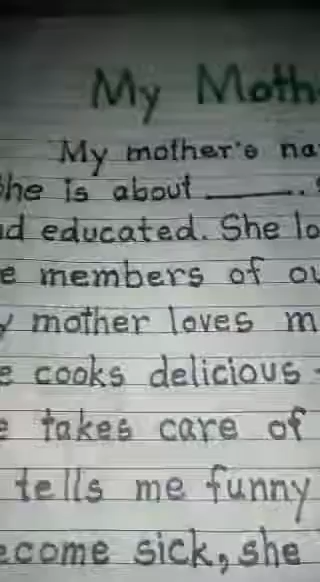 My Moth
My mother's na
he is about ______.
d educated. She lo
e members of ou
y mother loves m
e cooks delicious
e takes care of
tells me funny
ecome sick, she